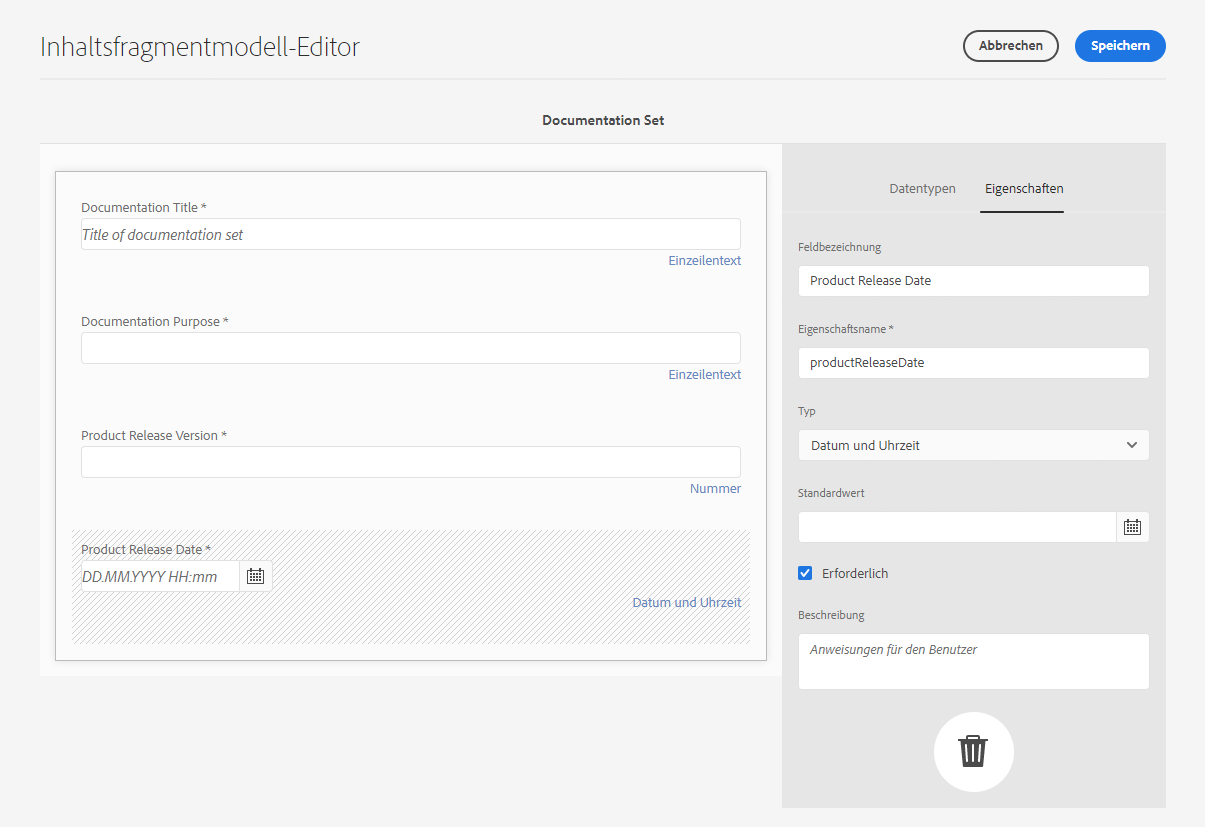 Inhaltsfragmentmodell-Editor
Abbrechen
Speichern
Documentation Set
Documentation Title *
Title of documentation set
Einzeilentext
Documentation Purpose *
Einzeilentext
Product Release Version *
Nummer
Product Release Date *
DD.MM.YYYY HH:mm
Datum und Uhrzeit
Datentypen
Eigenschaften
Feldbezeichnung
Product Release Date
Eigenschaftsname *
productReleaseDate
Typ
Datum und Uhrzeit
Standardwert
Erforderlich
Beschreibung
Anweisungen für den Benutzer